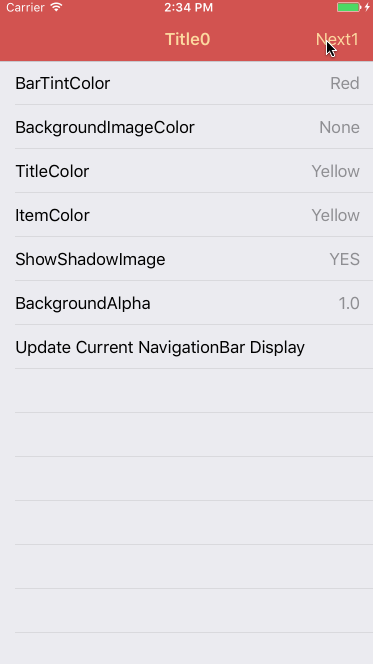 Carrier 2:34 PM
Title0 Next1
BarTintColor Red
BackgroundImageColor None
TitleColor Yellow
ItemColor Yellow
ShowShadowImage YES
BackgroundAlpha 1.0
Update Current NavigationBar Display